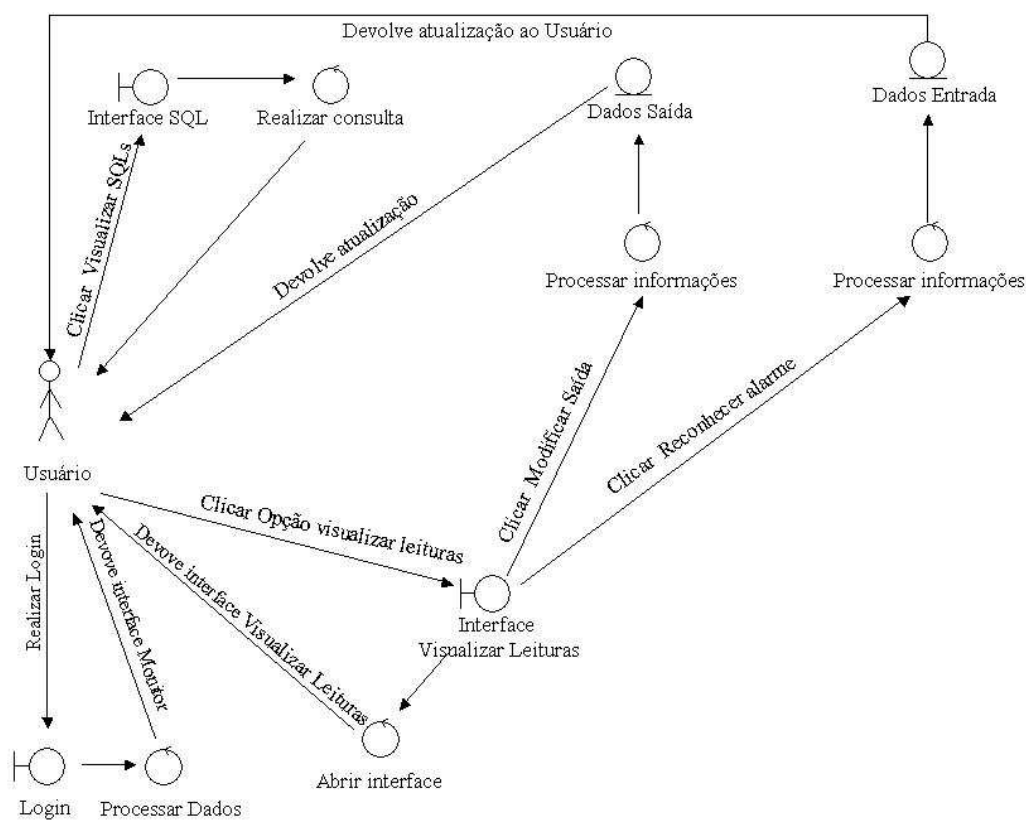 Devolve atualização ao Usuário
Interface SQL
Realizar consulta
Dados Saída
Dados Entrada
Clicar Visualizar SQLs
Devolve atualização
Processar informações
Processar informações
Clicar Modificar Saída
Clicar Reconhecer alarme
Usuário
Clicar Opção visualizar leituras
Realizar Login
Devove interface Monitor
Devove interface Visualizar Leituras
Interface
Visualizar Leituras
Abrir interface
Login
Processar Dados